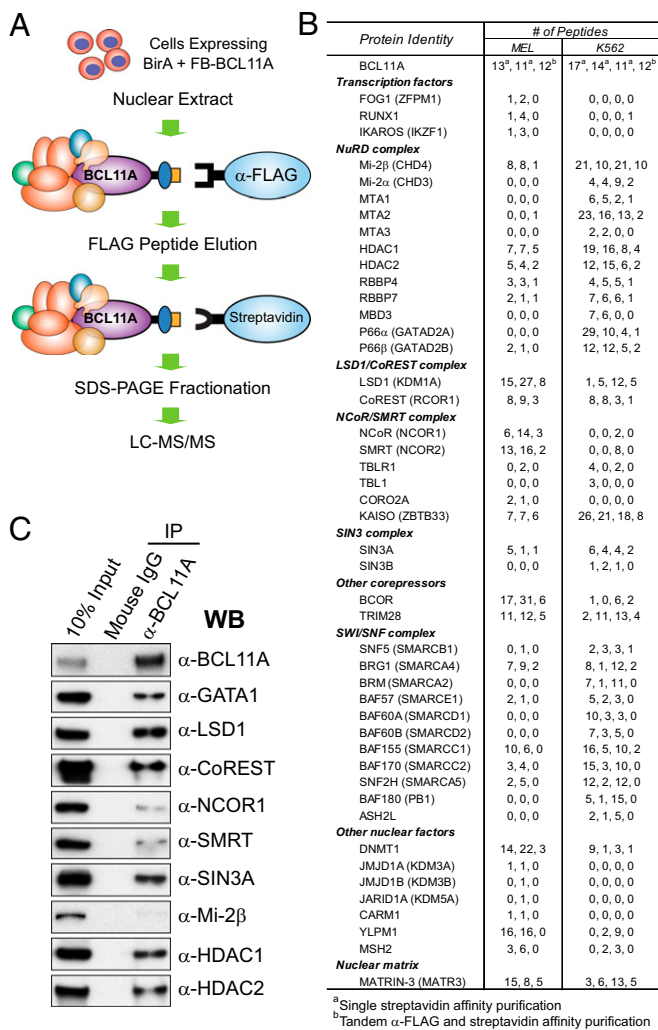 A
Cells Expressing
BirA + FB-BCL11A
Nuclear Extract
BCL11A
α-FLAG
FLAG Peptide Elution
BCL11A
Streptavidin
SDS-PAGE Fractionation
LC-MS/MS
B
Protein Identity # of Peptides
MEL K562
BCL11A 13a, 11a, 12b 17a, 14a, 11a, 12b
Transcription factors
FOG1 (ZFPM1) 1, 2, 0 0, 0, 0, 0
RUNX1 1, 4, 0 0, 0, 0, 1
IKAROS (IKZF1) 1, 3, 0 0, 0, 0, 0
NuRD complex
Mi-2β (CHD4) 8, 8, 1 21, 10, 21, 10
Mi-2α (CHD3) 0, 0, 0 4, 4, 9, 2
MTA1 0, 0, 0 6, 5, 2, 1
MTA2 0, 0, 1 23, 16, 13, 2
MTA3 0, 0, 0 2, 2, 0, 0
HDAC1 7, 7, 5 19, 16, 8, 4
HDAC2 5, 4, 2 12, 15, 6, 2
RBBP4 3, 3, 1 4, 5, 5, 1
RBBP7 2, 1, 1 7, 6, 6, 1
MBD3 0, 0, 0 7, 6, 0, 0
P66α (GATAD2A) 0, 0, 0 29, 10, 4, 1
P66β (GATAD2B) 2, 1, 0 12, 12, 5, 2
LSD1/CoREST complex
LSD1 (KDM1A) 15, 27, 8 1, 5, 12, 5
CoREST (RCOR1) 8, 9, 3 8, 8, 3, 1
NCoR/SMRT complex
NCoR (NCOR1) 6, 14, 3 0, 0, 2, 0
SMRT (NCOR2) 13, 16, 2 0, 0, 8, 0
TBLR1 0, 2, 0 4, 0, 2, 0
TBL1 0, 0, 0 3, 0, 0, 0
CORO2A 2, 1, 0 0, 0, 0, 0
KAISO (ZBTB33) 7, 7, 6 26, 21, 18, 8
SIN3 complex
SIN3A 5, 1, 1 6, 4, 4, 2
SIN3B 0, 0, 0 1, 2, 1, 0
Other corepressors
BCOR 17, 31, 6 1, 0, 6, 2
TRIM28 11, 12, 5 2, 11, 13, 4
SWI/SNF complex
SNF5 (SMARCB1) 0, 1, 0 2, 3, 3, 1
BRG1 (SMARCA4) 7, 9, 2 8, 1, 12, 2
BRM (SMARCA2) 0, 0, 0 7, 1, 11, 0
BAF57 (SMARCE1) 2, 1, 0 5, 2, 3, 0
BAF60A (SMARCD1) 0, 0, 0 10, 3, 3, 0
BAF60B (SMARCD2) 0, 0, 0 7, 3, 5, 0
BAF155 (SMARCC1) 10, 6, 0 16, 5, 10, 2
BAF170 (SMARCC2) 3, 4, 0 15, 3, 10, 0
SNF2H (SMARCA5) 2, 5, 0 12, 2, 12, 0
BAF180 (PB1) 0, 0, 0 5, 1, 15, 0
ASH2L 0, 0, 0 2, 1, 5, 0
Other nuclear factors
DNMT1 14, 22, 3 9, 1, 3, 1
JMJD1A (KDM3A) 1, 1, 0 0, 0, 0, 0
JMJD1B (KDM3B) 0, 1, 0 0, 0, 0, 0
JARID1A (KDM5A) 0, 1, 0 0, 0, 0, 0
CARM1 1, 1, 0 0, 0, 0, 0
YLPM1 16, 16, 0 0, 2, 9, 0
MSH2 3, 6, 0 0, 2, 3, 0
Nuclear matrix
MATRIN-3 (MATR3) 15, 8, 5 3, 6, 13, 5
aSingle streptavidin affinity purification
bTandem α-FLAG and streptavidin affinity purification
C
IP
10% Input
Mouse IgG
α-BCL11A
WB
α-BCL11A
α-GATA1
α-LSD1
α-CoREST
α-NCOR1
α-SMRT
α-SIN3A
α-Mi-2β
α-HDAC1
α-HDAC2